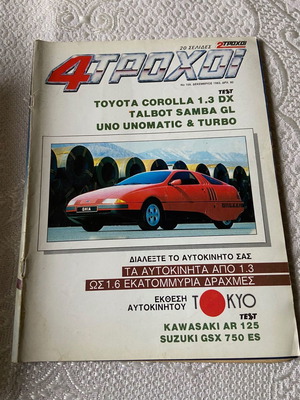 20 ΣΕΛΙΔΕΣ 2ΤΡΟΧΟΙ
4ΤΡΟΧΟΙ
TEST
TOYOTA COROLLA 1.3 DX
TALBOT SAMBA GL
UNO UNOMATIC & TURBO
GHIA
ΔΙΑΛΕΞΤΕ ΤΟ ΑΥΤΟΚΙΝΗΤΟ ΣΑΣ
ΤΑ ΑΥΤΟΚΙΝΗΤΑ ΑΠΟ 1.3
ΩΣ 1.6 ΕΚΑΤΟΜΜΥΡΙΑ ΔΡΑΧΜΕΣ
ΕΚΘΕΣΗ
ΑΥΤΟΚΙΝΗΤΟΥ TOKYO
TEST
KAWASAKI AR 125
SUZUKI GSX 750 ES